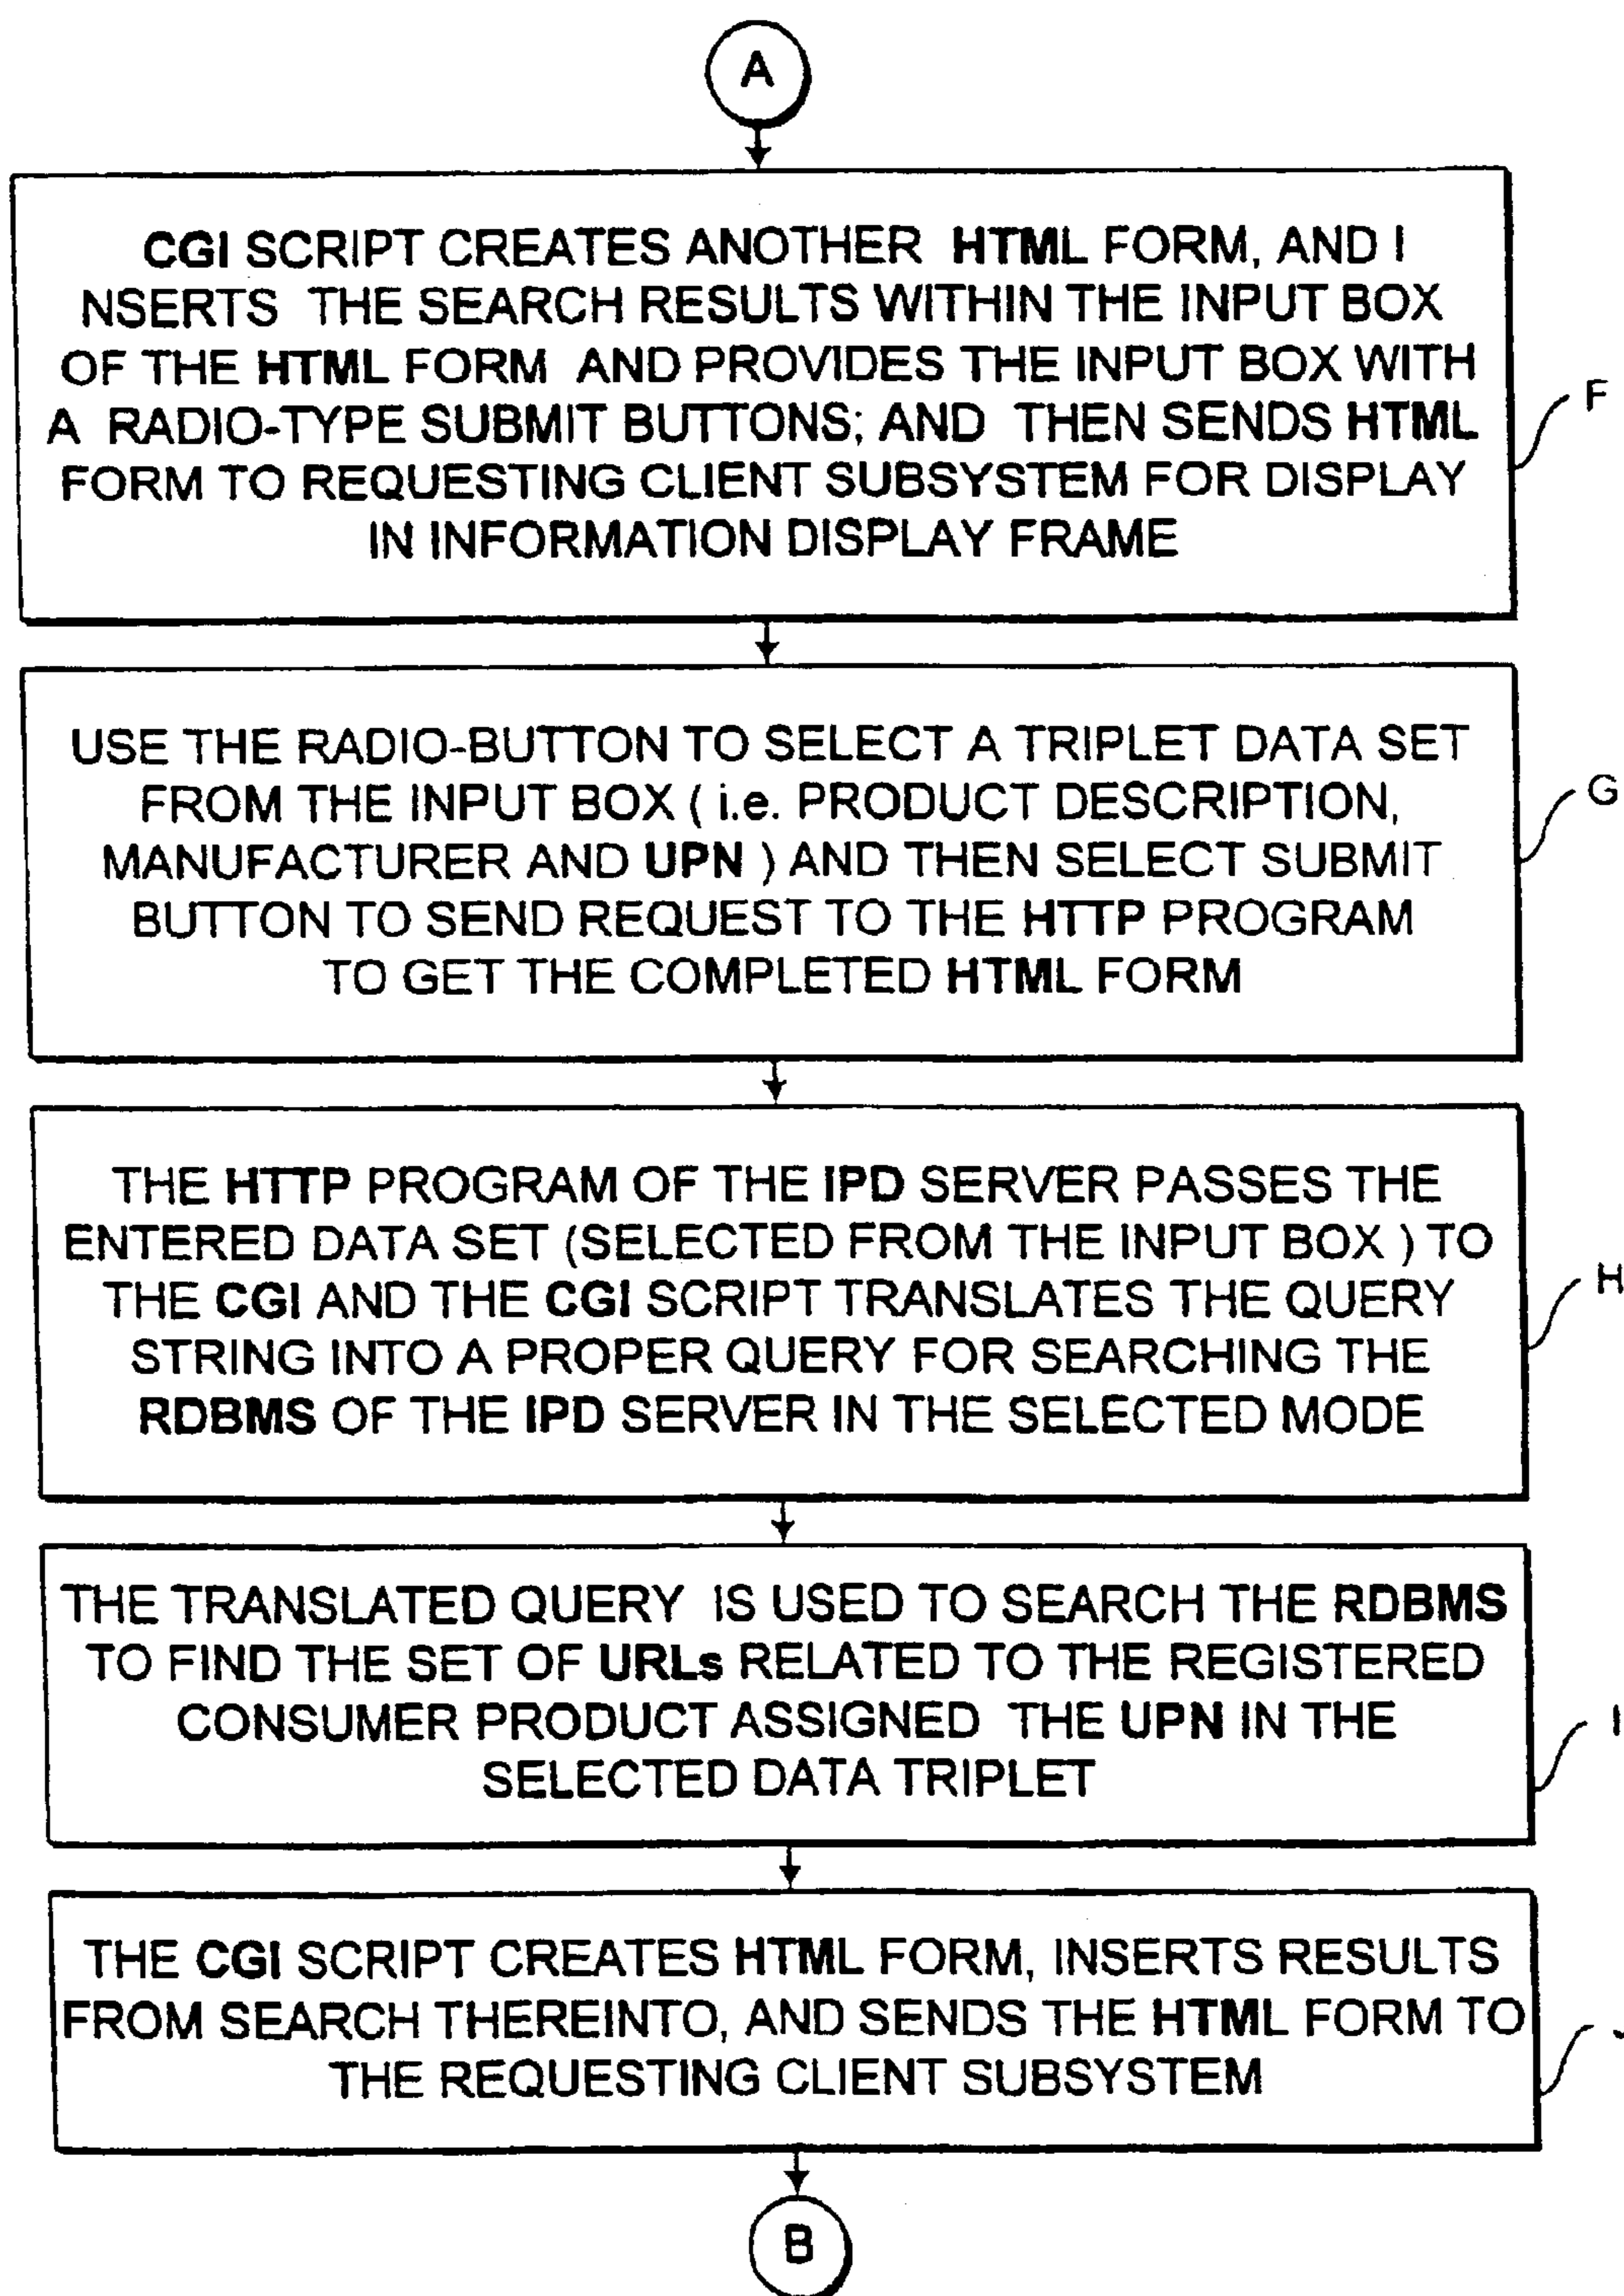 A
CGI SCRIPT CREATES ANOTHER HTML FORM, AND I
NSERTS THE SEARCH RESULTS WITHIN THE INPUT BOX
OF THE HTML FORM AND PROVIDES THE INPUT BOX WITH
A RADIO-TYPE SUBMIT BUTTONS; AND THEN SENDS HTML
FORM TO REQUESTING CLIENT SUBSYSTEM FOR DISPLAY
IN INFORMATION DISPLAY FRAME
F
USE THE RADIO-BUTTON TO SELECT A TRIPLET DATA SET
FROM THE INPUT BOX ( i.e. PRODUCT DESCRIPTION,
MANUFACTURER AND UPN ) AND THEN SELECT SUBMIT
BUTTON TO SEND REQUEST TO THE HTTP PROGRAM
TO GET THE COMPLETED HTML FORM
G
THE HTTP PROGRAM OF THE IPD SERVER PASSES THE
ENTERED DATA SET (SELECTED FROM THE INPUT BOX ) TO
THE CGI AND THE CGI SCRIPT TRANSLATES THE QUERY
STRING INTO A PROPER QUERY FOR SEARCHING THE
RDBMS OF THE IPD SERVER IN THE SELECTED MODE
H
THE TRANSLATED QUERY IS USED TO SEARCH THE RDBMS
TO FIND THE SET OF URLs RELATED TO THE REGISTERED
CONSUMER PRODUCT ASSIGNED THE UPN IN THE
SELECTED DATA TRIPLET
I
THE CGI SCRIPT CREATES HTML FORM, INSERTS RESULTS
FROM SEARCH THEREINTO, AND SENDS THE HTML FORM TO
THE REQUESTING CLIENT SUBSYSTEM
J
B